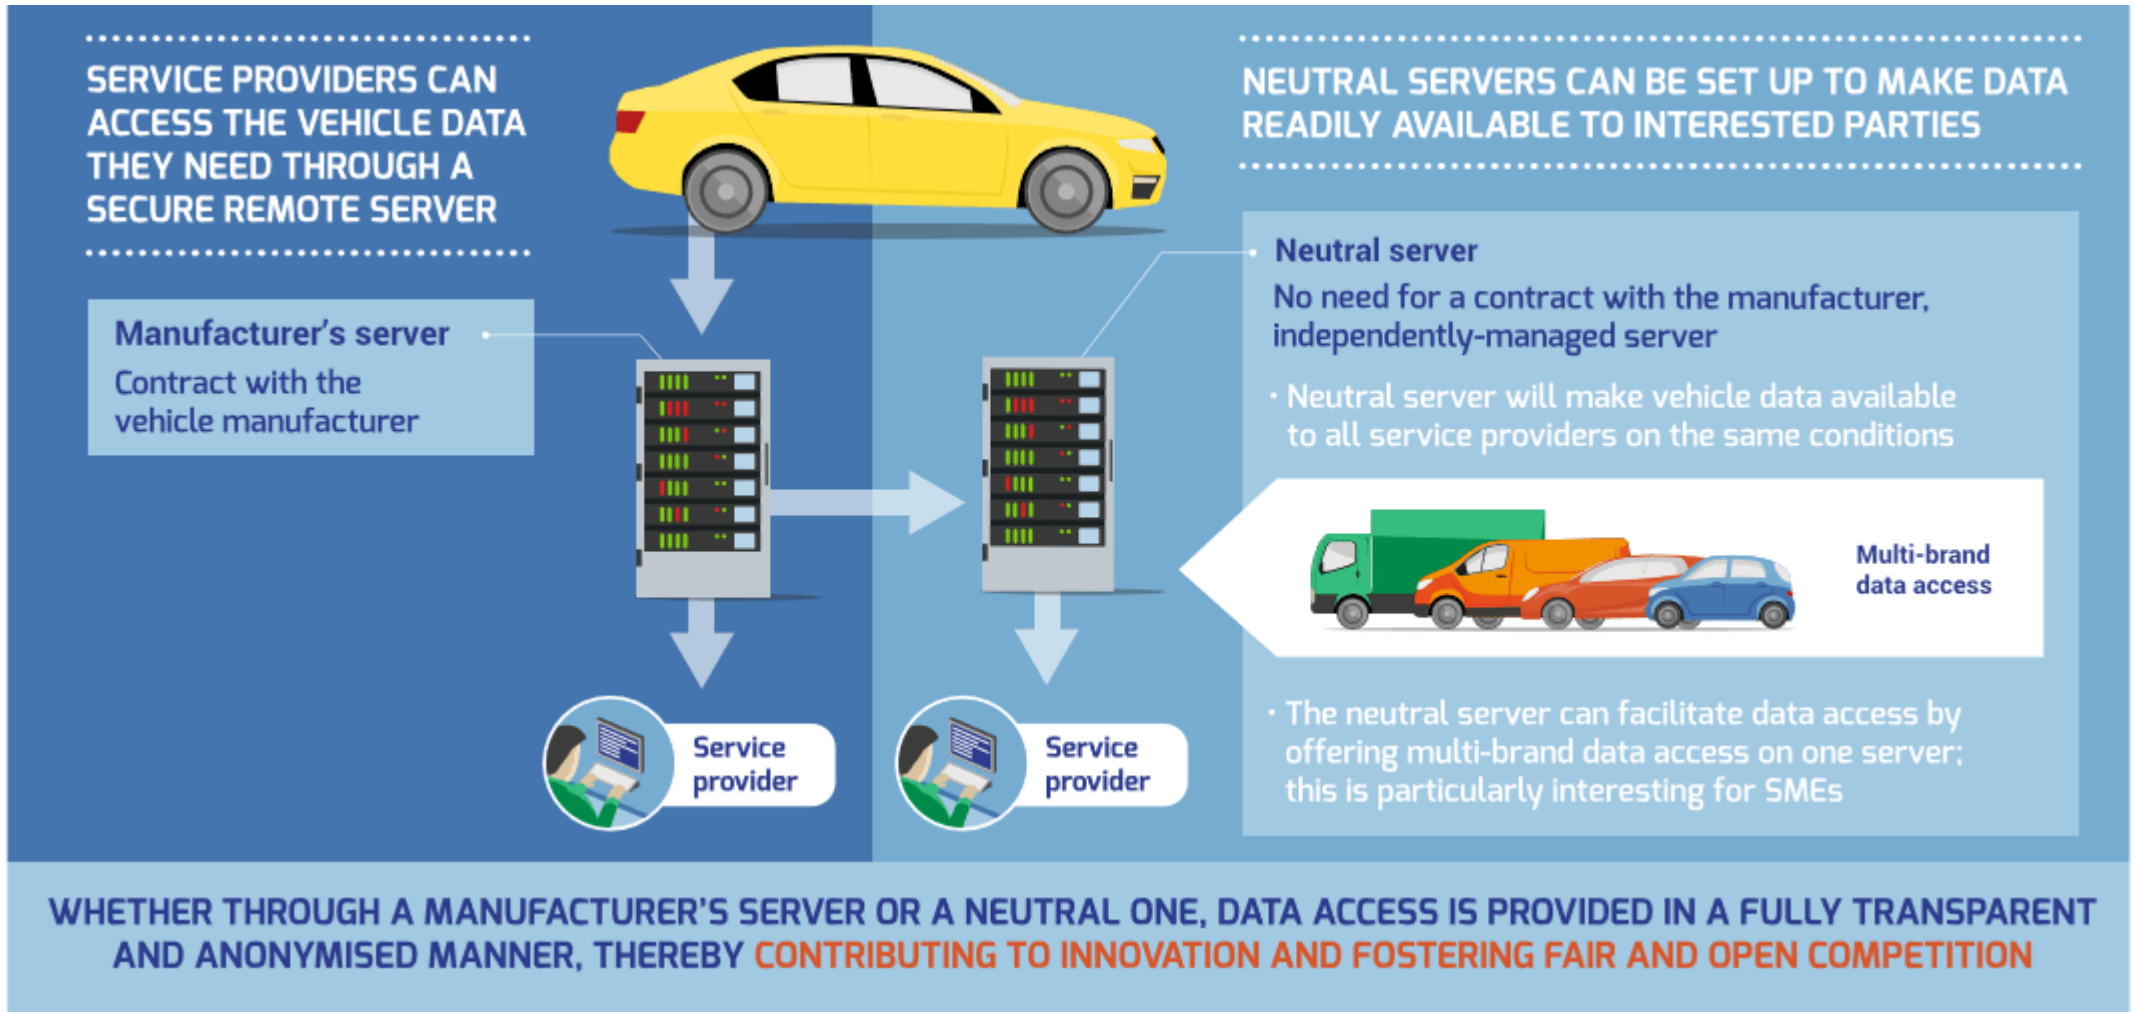 SERVICE PROVIDERS CAN
ACCESS THE VEHICLE DATA
THEY NEED THROUGH A
SECURE REMOTE SERVER
Manufacturer's server
Contract with the
vehicle manufacturer
NEUTRAL SERVERS CAN BE SET UP TO MAKE DATA
READILY AVAILABLE TO INTERESTED PARTIES
Neutral server
No need for a contract with the manufacturer,
independently-managed server
· Neutral server will make vehicle data available
to all service providers on the same conditions
Multi-brand
data access
· The neutral server can facilitate data access by
offering multi-brand data access on one server;
this is particularly interesting for SMEs
Service
provider
Service
provider
WHETHER THROUGH A MANUFACTURER'S SERVER OR A NEUTRAL ONE, DATA ACCESS IS PROVIDED IN A FULLY TRANSPARENT
AND ANONYMISED MANNER, THEREBY CONTRIBUTING TO INNOVATION AND FOSTERING FAIR AND OPEN COMPETITION